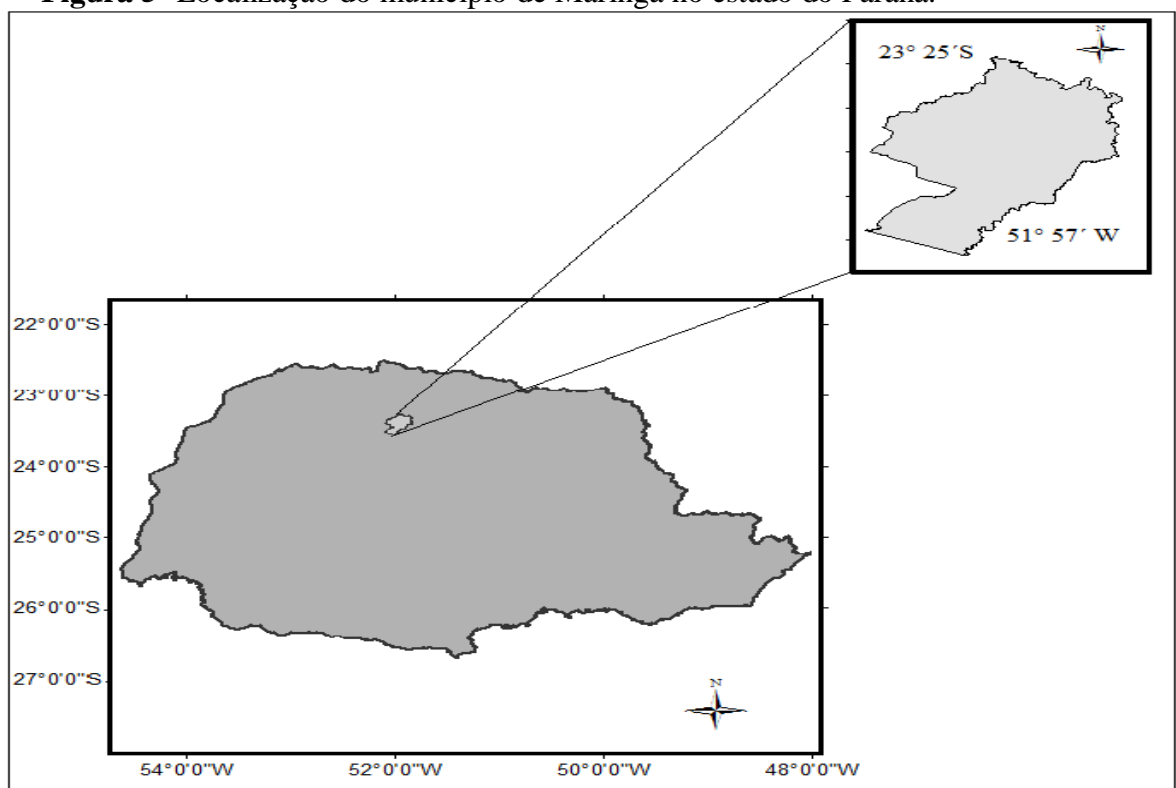 Figura 3- Localização do município de Maringá no estado do Paraná.
N
23° 25´S
51° 57´ W
22°0'0"S
23°0'0"S
24°0'0"S
25°0'0"S
26°0'0"S
27°0'0"S
N
54°0'0"W
52°0'0"W
50°0'0"W
48°0'0"W